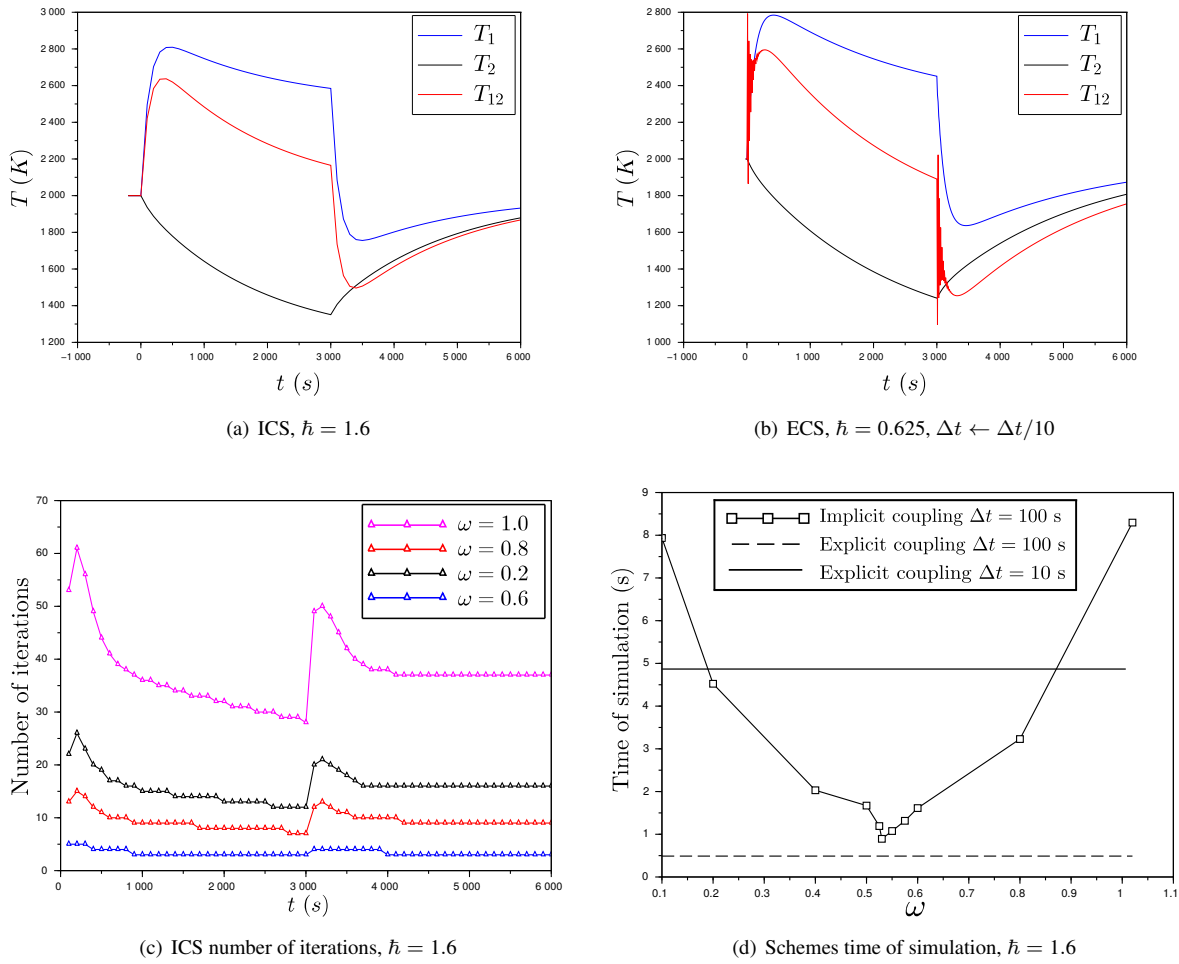 3 000
2 800
2 600
2 400
2 200
2 000
1 800
1 600
1 400
1 200
T (K)
−1 000 0 1 000 2 000 3 000 4 000 5 000 6 000
t (s)
T1
T2
T12
(a) ICS, ℏ = 1.6
2 800
2 600
2 400
2 200
2 000
1 800
1 600
1 400
1 200
1 000
T (K)
−1 000 0 1 000 2 000 3 000 4 000 5 000 6 000
t (s)
T1
T2
T12
(b) ECS, ℏ = 0.625, Δt ← Δt/10
70
60
50
40
30
20
10
0
Number of iterations
0 1 000 2 000 3 000 4 000 5 000 6 000
t (s)
ω = 1.0
ω = 0.8
ω = 0.2
ω = 0.6
(c) ICS number of iterations, ℏ = 1.6
9
8
7
6
5
4
3
2
1
0
Time of simulation (s)
0.1 0.2 0.3 0.4 0.5 0.6 0.7 0.8 0.9 1 1.1
ω
Implicit coupling Δt = 100 s
Explicit coupling Δt = 100 s
Explicit coupling Δt = 10 s
(d) Schemes time of simulation, ℏ = 1.6